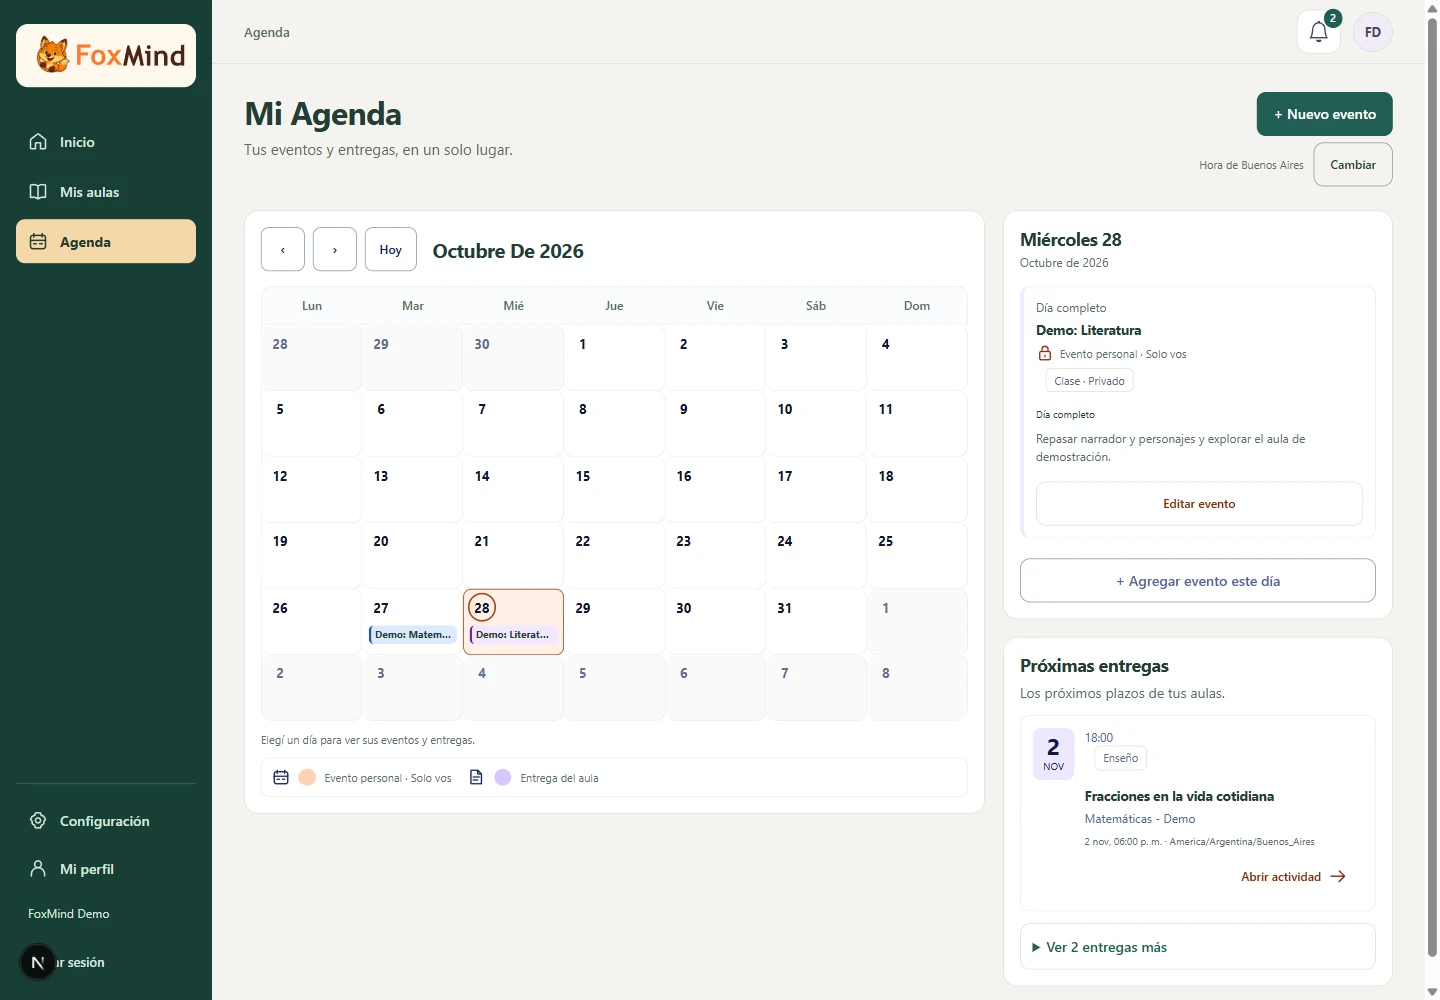 FoxMind
Inicio
Mis aulas
Agenda
Configuración
Mi perfil
FoxMind Demo
N
ar sesión
Agenda
2
FD
Mi Agenda
Tus eventos y entregas, en un solo lugar.
+ Nuevo evento
Hora de Buenos Aires
Cambiar
‹ › Hoy Octubre De 2026
Lun Mar Mié Jue Vie Sáb Dom
28 29 30 1 2 3 4
5 6 7 8 9 10 11
12 13 14 15 16 17 18
19 20 21 22 23 24 25
26 27 28 29 30 31 1
Demo: Matem... Demo: Literat...
2 3 4 5 6 7 8
Elegí un día para ver sus eventos y entregas.
Evento personal · Solo vos
Entrega del aula
Miércoles 28
Octubre de 2026
Día completo
Demo: Literatura
Evento personal · Solo vos
Clase · Privado
Día completo
Repasar narrador y personajes y explorar el aula de
demostración.
Editar evento
+ Agregar evento este día
Próximas entregas
Los próximos plazos de tus aulas.
2
NOV
18:00
Enseño
Fracciones en la vida cotidiana
Matemáticas - Demo
2 nov, 06:00 p. m. · America/Argentina/Buenos_Aires
Abrir actividad →
▶ Ver 2 entregas más